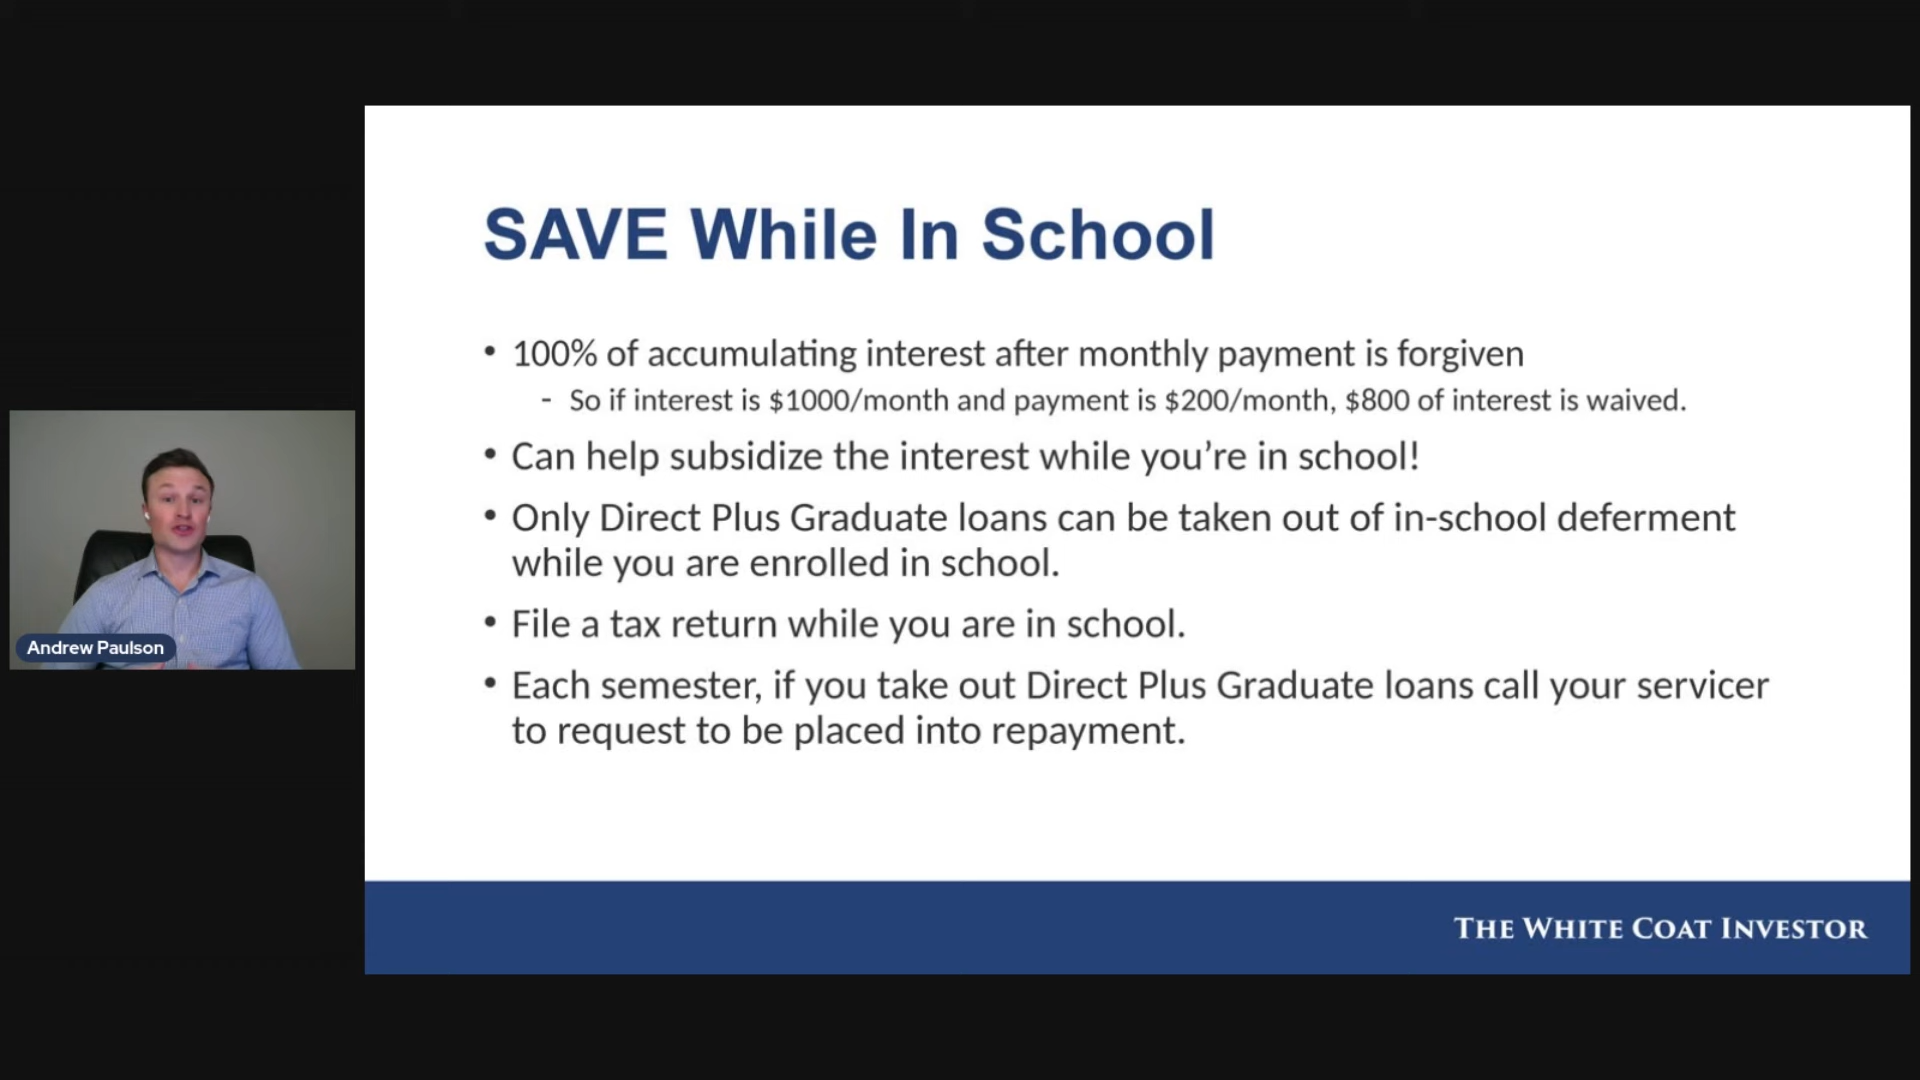 SAVE While In School
• 100% of accumulating interest after monthly payment is forgiven
- So if interest is $1000/month and payment is $200/month, $800 of interest is waived.
• Can help subsidize the interest while you’re in school!
• Only Direct Plus Graduate loans can be taken out of in-school deferment
while you are enrolled in school.
• File a tax return while you are in school.
• Each semester, if you take out Direct Plus Graduate loans call your servicer
to request to be placed into repayment.
Andrew Paulson
THE WHITE COAT INVESTOR